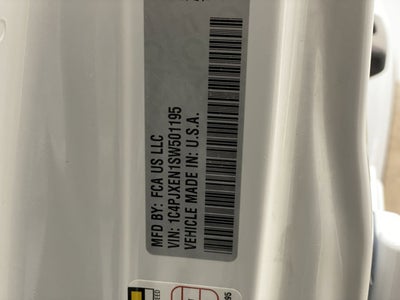 MFD BY: FCA US LLC
VIN: 1C4PJXEN1SW501195
VEHICLE MADE IN: U.S.A.